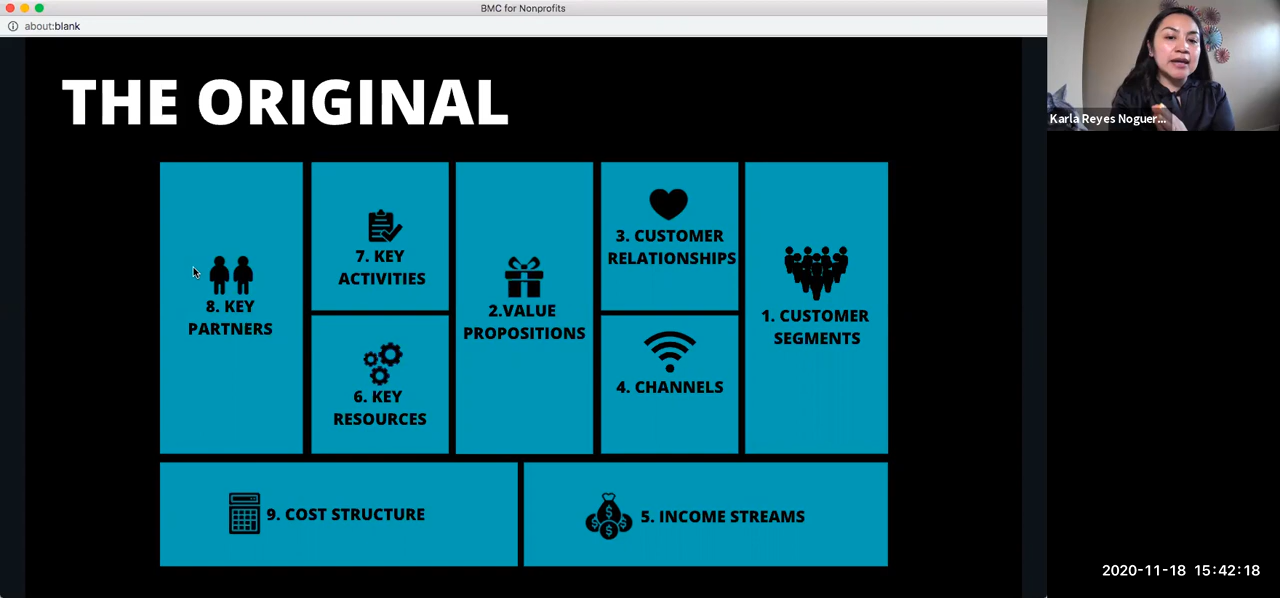 BMC for Nonprofits
about:blank
THE ORIGINAL
8. KEY
PARTNERS
7. KEY
ACTIVITIES
6. KEY
RESOURCES
2.VALUE
PROPOSITIONS
3. CUSTOMER
RELATIONSHIPS
4. CHANNELS
1. CUSTOMER
SEGMENTS
9. COST STRUCTURE
5. INCOME STREAMS
Karla Reyes Noguer...
2020-11-18 15:42:18